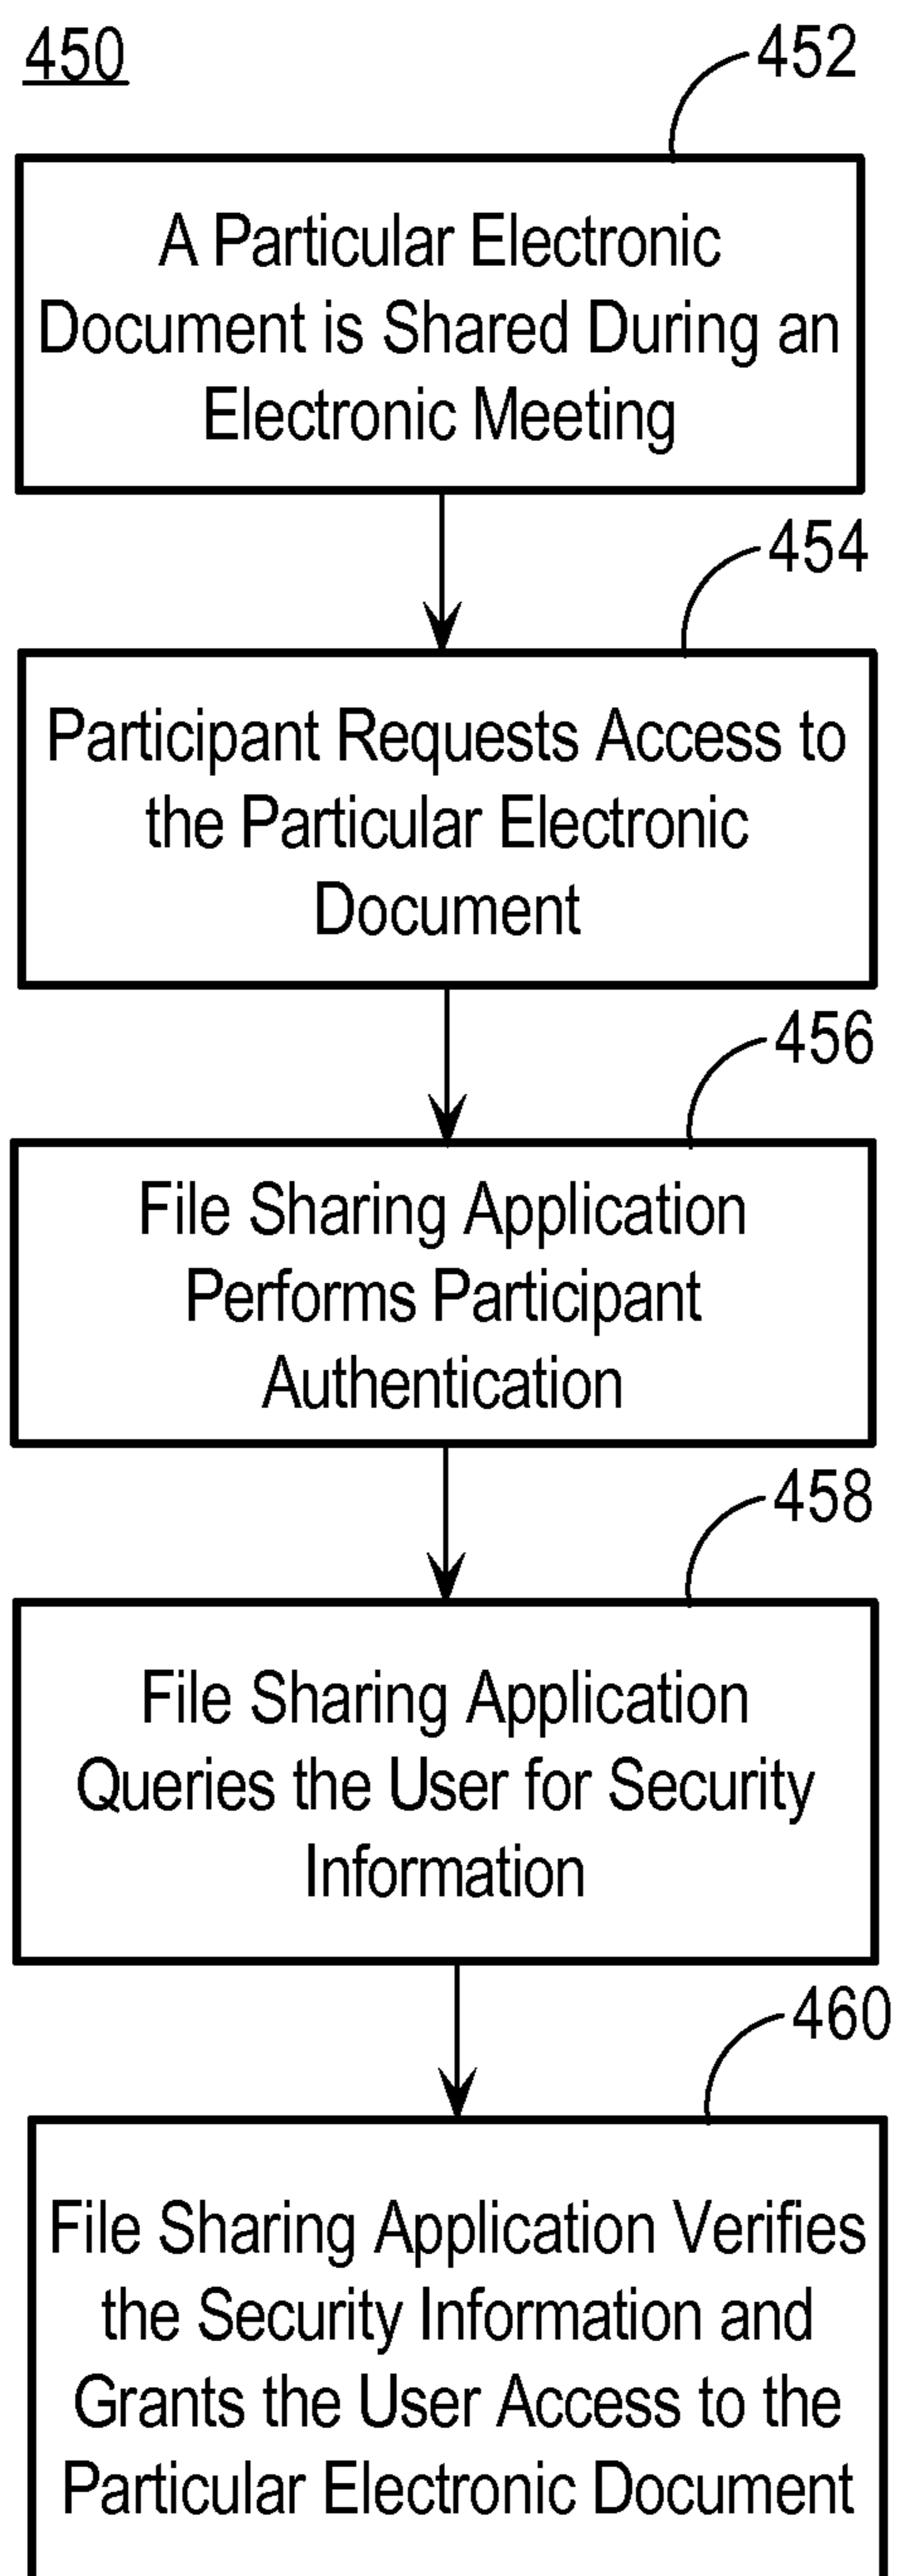 450
452
A Particular Electronic
Document is Shared During an
Electronic Meeting
454
Participant Requests Access to
the Particular Electronic
Document
456
File Sharing Application
Performs Participant
Authentication
458
File Sharing Application
Queries the User for Security
Information
460
File Sharing Application Verifies
the Security Information and
Grants the User Access to the
Particular Electronic Document